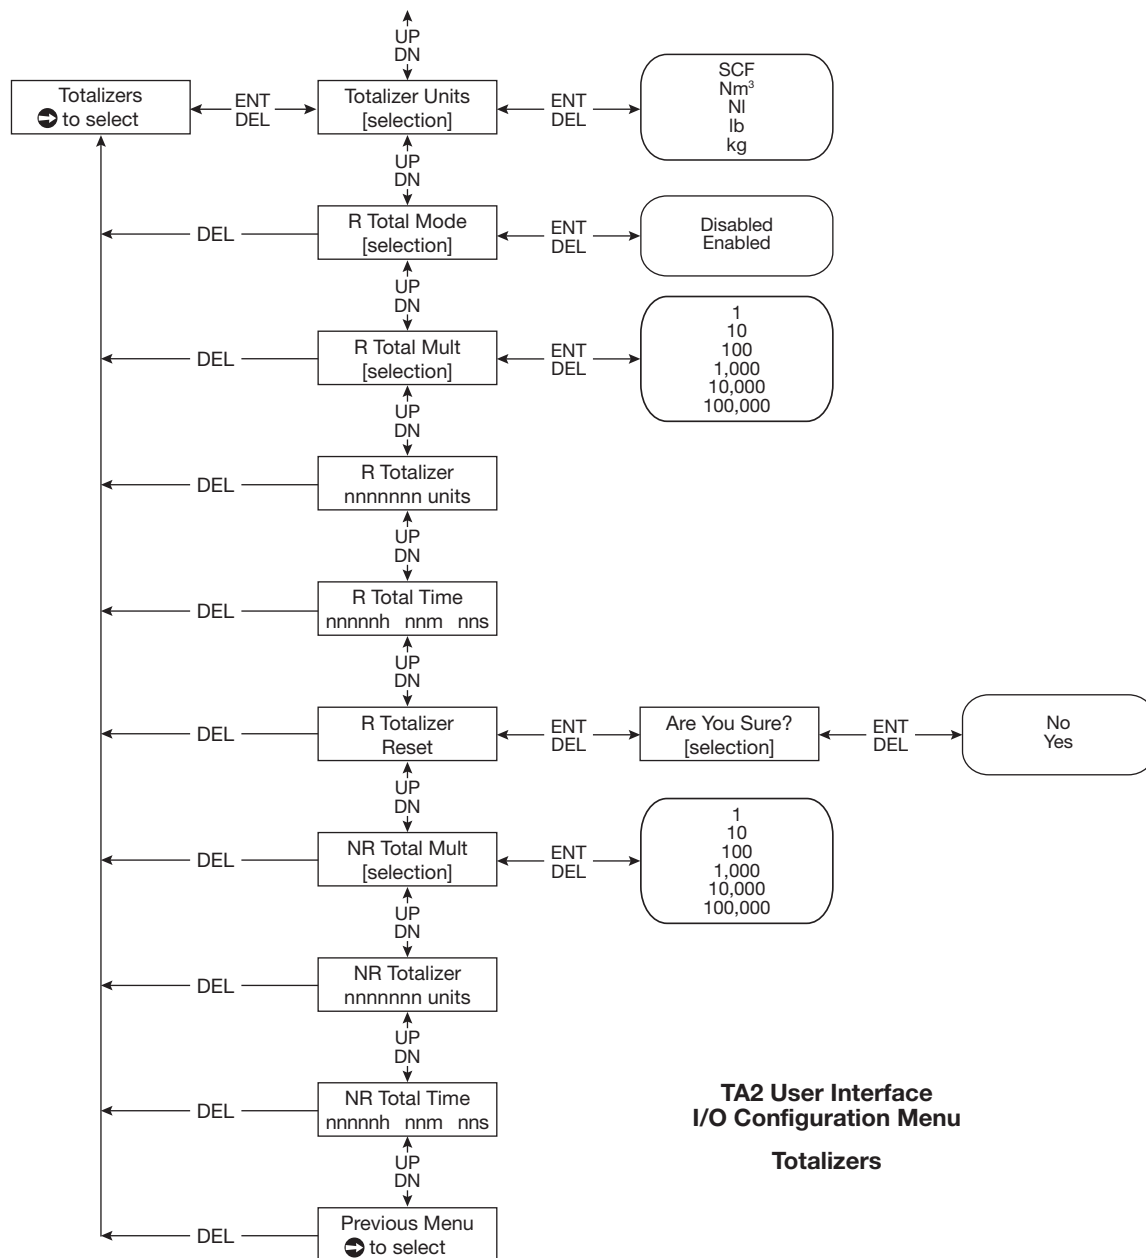 UP
DN
Totalizers
➔ to select
ENT
DEL
Totalizer Units
[selection]
ENT
DEL
SCF
Nm³
Nl
lb
kg
UP
DN
DEL
R Total Mode
[selection]
ENT
DEL
Disabled
Enabled
UP
DN
DEL
R Total Mult
[selection]
ENT
DEL
1
10
100
1,000
10,000
100,000
UP
DN
DEL
R Totalizer
nnnnnnn units
UP
DN
DEL
R Total Time
nnnnnh nnm nns
UP
DN
DEL
R Totalizer
Reset
ENT
DEL
Are You Sure?
[selection]
ENT
DEL
No
Yes
UP
DN
DEL
NR Total Mult
[selection]
ENT
DEL
1
10
100
1,000
10,000
100,000
UP
DN
DEL
NR Totalizer
nnnnnnn units
UP
DN
DEL
NR Total Time
nnnnnh nnm nns
UP
DN
DEL
Previous Menu
➔ to select
TA2 User Interface
I/O Configuration Menu
Totalizers